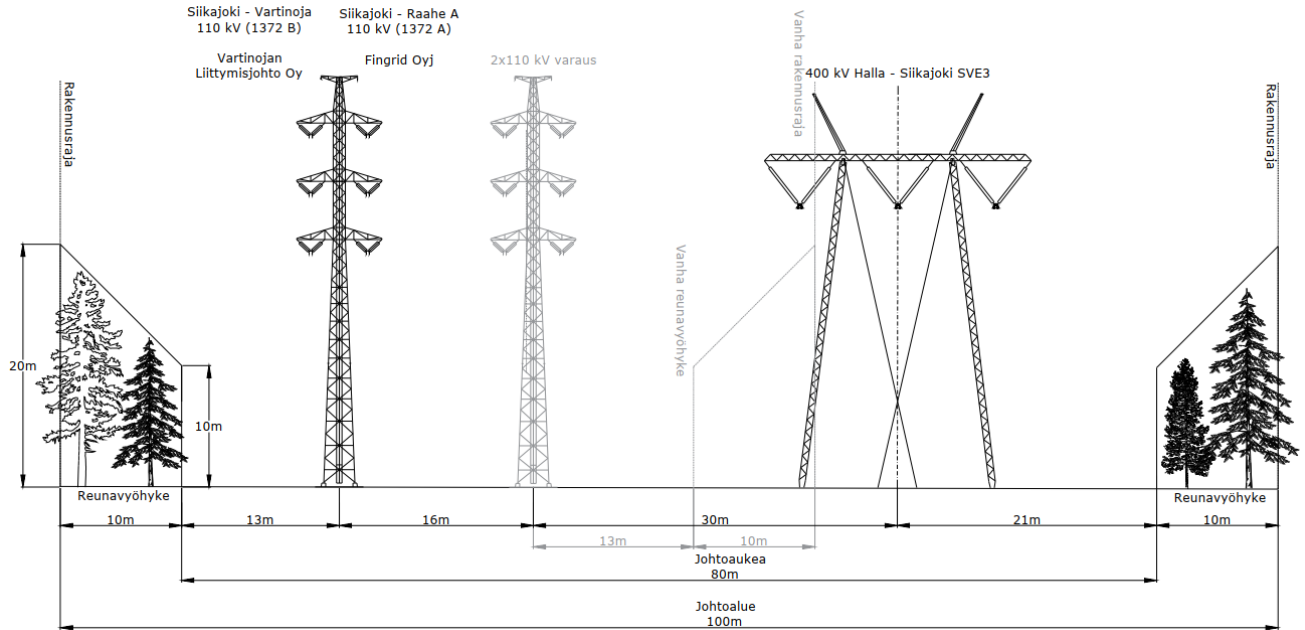 Siikajoki - Vartinoja
110 kV (1372 B)
Siikajoki - Raahe A
110 kV (1372 A)
Vartinojan
Liittymisjohto Oy
Fingrid Oyj
2x110 kV varaus
Vanha rakennusraja
400 kV Halla - Siikajoki SVE3
Rakennusraja
Rakennusraja
Vanha reunavyöhyke
20m
10m
Reunavyöhyke
Reunavyöhyke
10m
13m
16m
30m
21m
10m
13m
10m
Johtoaukea
80m
Johtoalue
100m